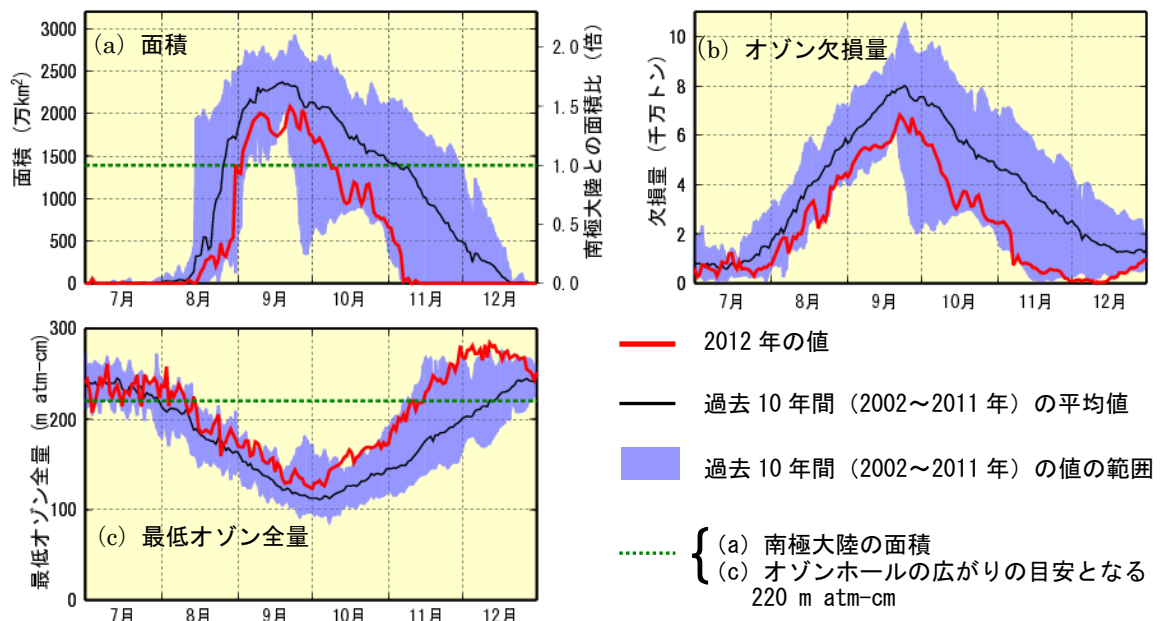 (a) 面積
面積 (万km²)
3000
2500
2000
1500
1000
500
0
2.0
1.5
1.0
0.5
0.0
南極大陸との面積比 (倍)
7月 8月 9月 10月 11月 12月
(b) オゾン欠損量
欠損量 (千万トン)
10
8
6
4
2
0
7月 8月 9月 10月 11月 12月
(c) 最低オゾン全量
最低オゾン全量 (m atm-cm)
300
200
100
0
7月 8月 9月 10月 11月 12月
2012 年の値
過去 10 年間 (2002~2011 年) の平均値
過去 10 年間 (2002~2011 年) の値の範囲
(a) 南極大陸の面積
(c) オゾンホールの広がりの目安となる
220 m atm-cm